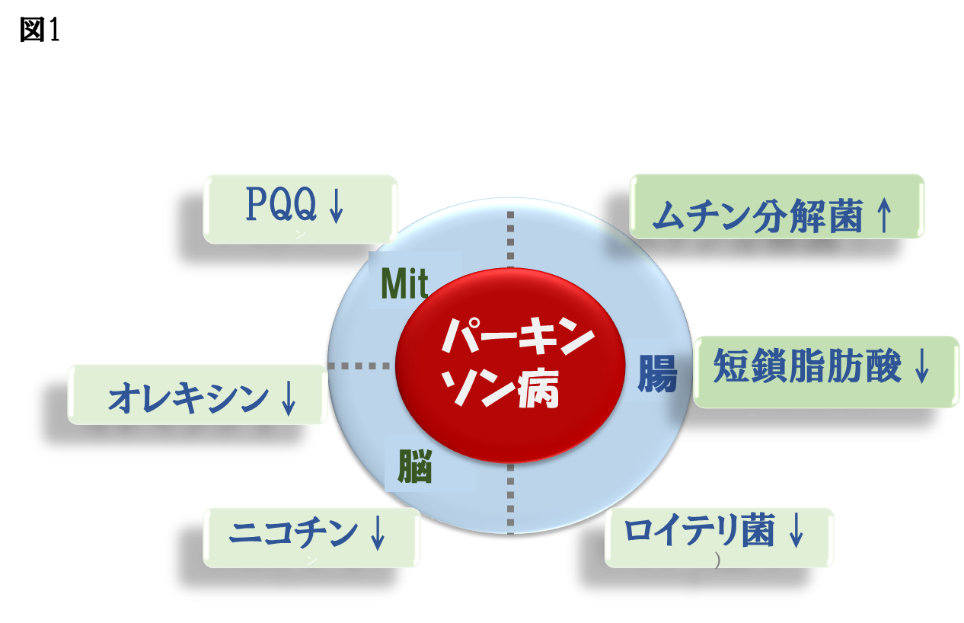 図1
PQQ↓
ムチン分解菌↑
Mit
パーキン
ソン病
腸
短鎖脂肪酸↓
オレキシン↓
脳
ニコチン↓
ン
ロイテリ菌↓
)